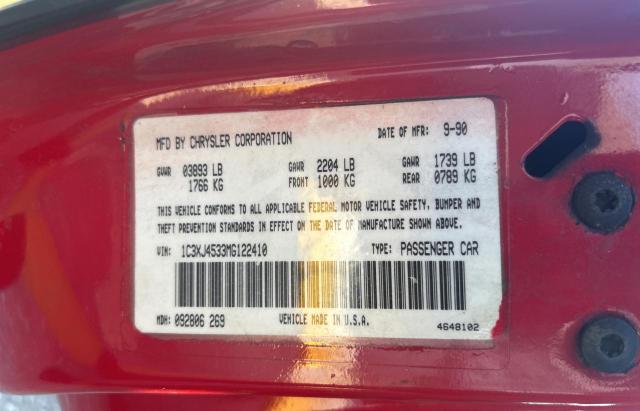 MFD BY CHRYSLER CORPORATION DATE OF MFR: 9-90
GVWR 03893 LB GAWR 2204 LB GAWR 1739 LB
1766 KG FRONT 1000 KG REAR 0789 KG
THIS VEHICLE CONFORMS TO ALL APPLICABLE FEDERAL MOTOR VEHICLE SAFETY, BUMPER AND
THEFT PREVENTION STANDARDS IN EFFECT ON THE DATE OF MANUFACTURE SHOWN ABOVE.
VIN: 1C3XJ4533MG122410 TYPE: PASSENGER CAR
MDH: 092806 269 VEHICLE MADE IN U.S.A. 4648102